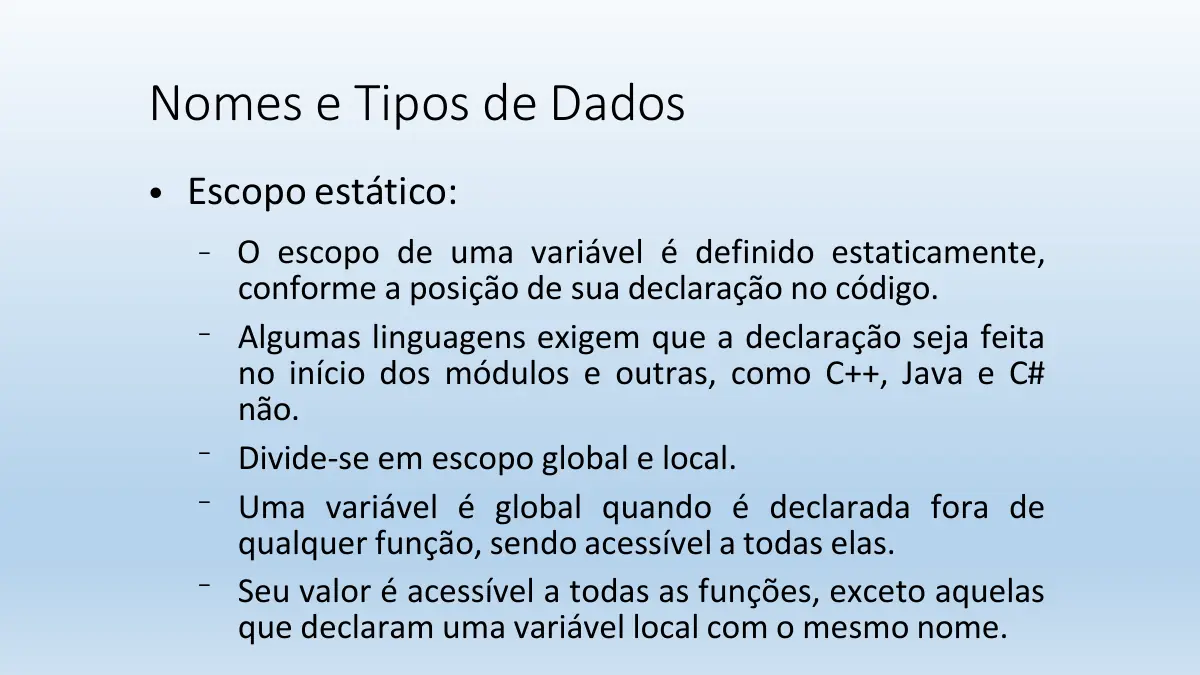 Nomes e Tipos de Dados
• Escopo estático:
– O escopo de uma variável é definido estaticamente,
conforme a posição de sua declaração no código.
– Algumas linguagens exigem que a declaração seja feita
no início dos módulos e outras, como C++, Java e C#
não.
– Divide-se em escopo global e local.
– Uma variável é global quando é declarada fora de
qualquer função, sendo acessível a todas elas.
– Seu valor é acessível a todas as funções, exceto aquelas
que declaram uma variável local com o mesmo nome.